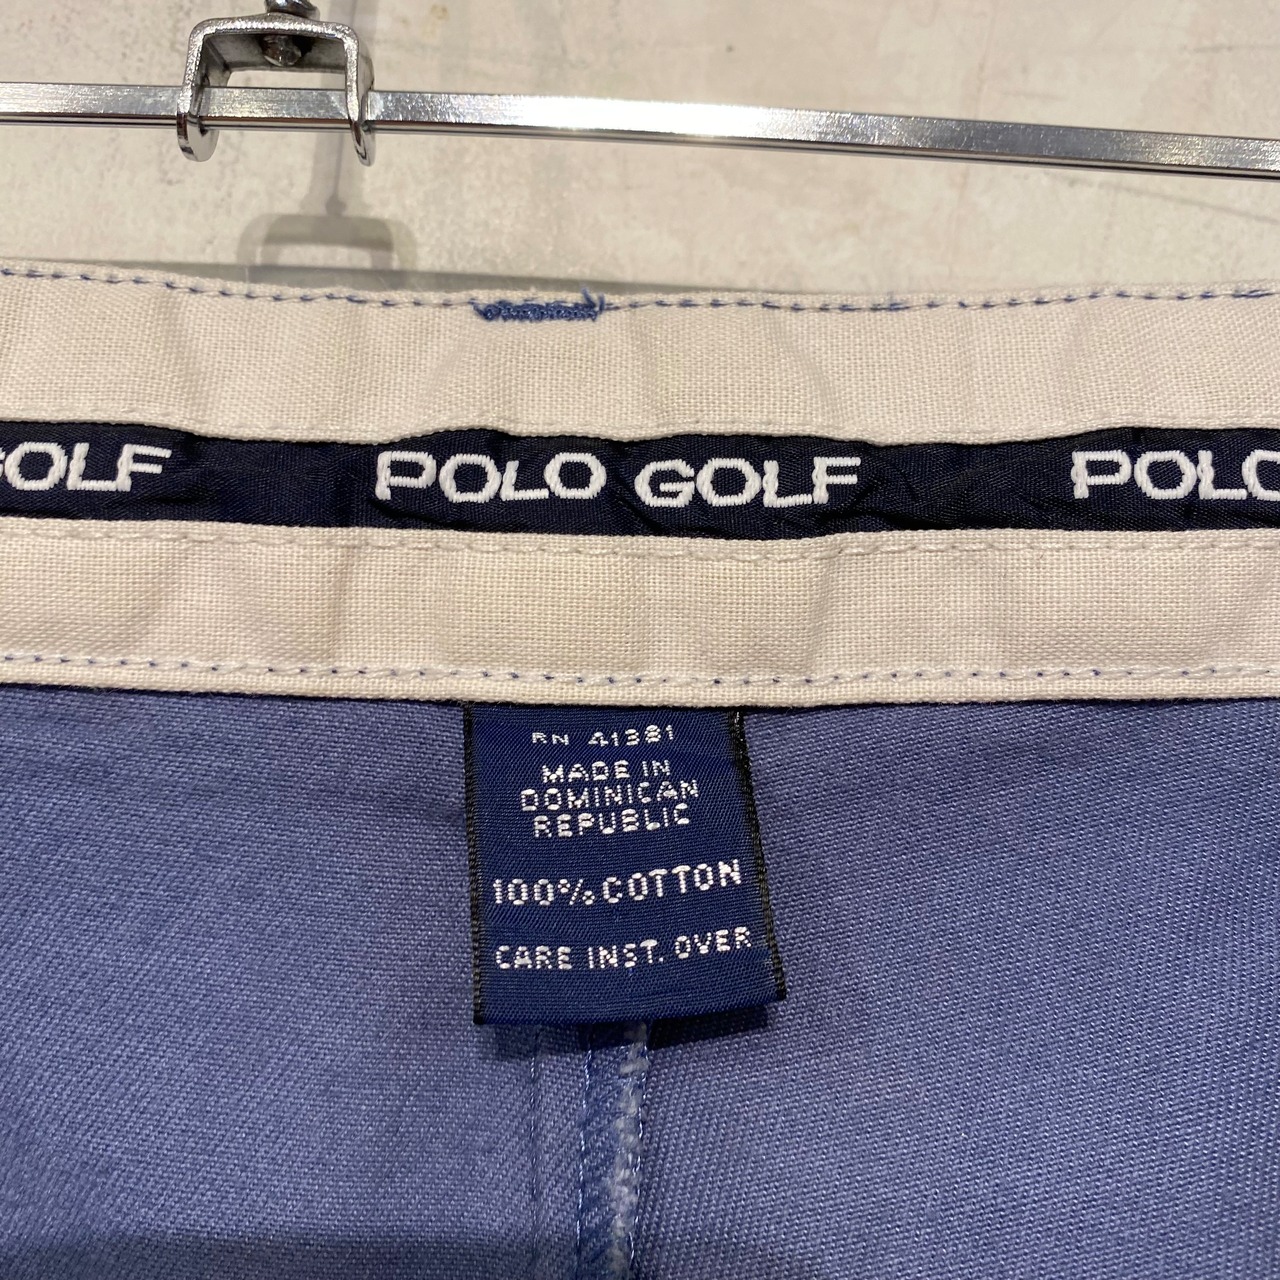 GOLF POLO GOLF POLO
RN 41381
MADE IN
DOMINICAN
REPUBLIC
100% COTTON
CARE INST. OVER